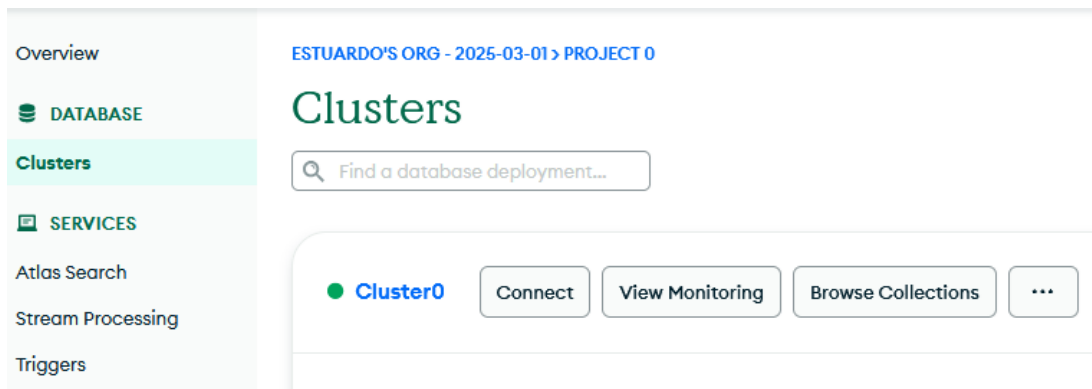 Overview
DATABASE
Clusters
SERVICES
Atlas Search
Stream Processing
Triggers
ESTUARDO'S ORG - 2025-03-01 > PROJECT 0
Clusters
Find a database deployment...
Cluster0
Connect
View Monitoring
Browse Collections
...